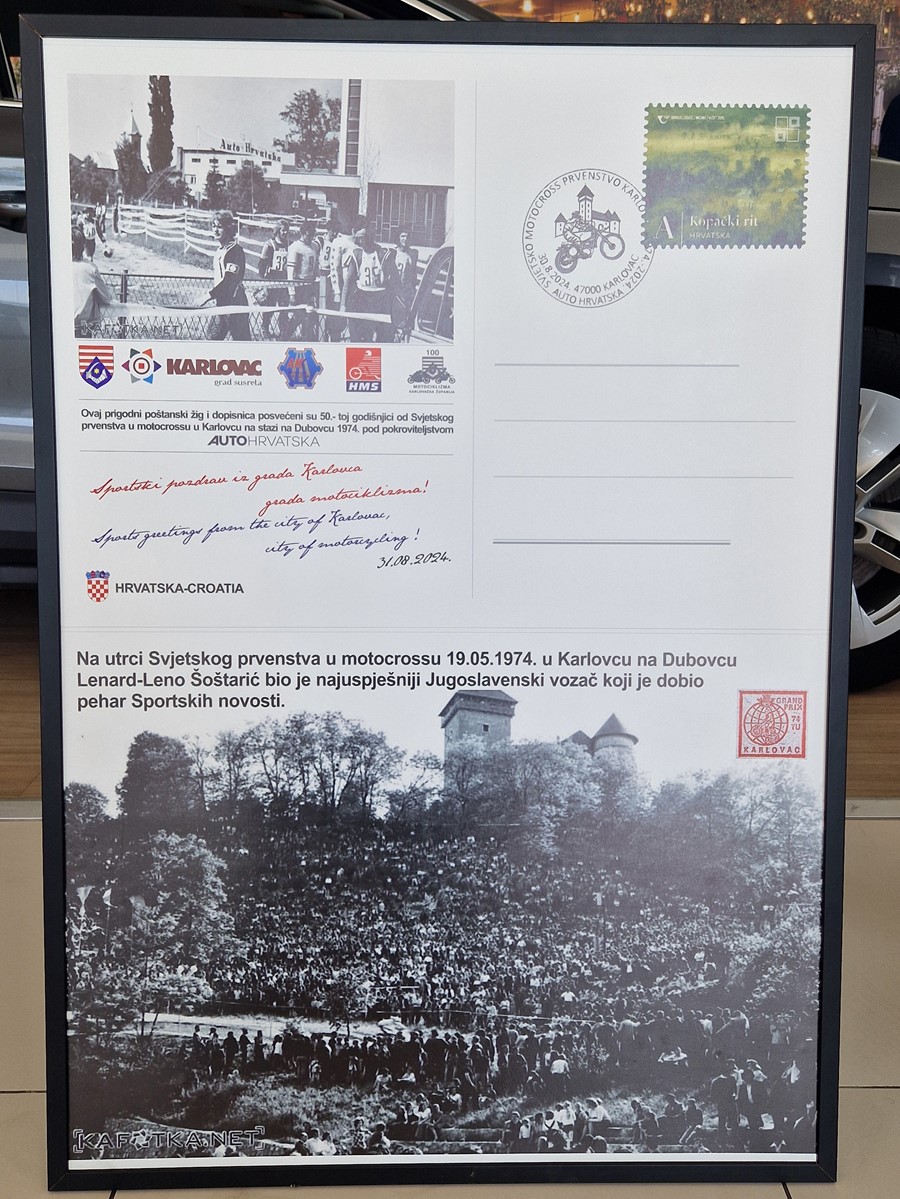 Auto Hrvatska
KAFOTKA.NET
KARLOVAC
grad susreta
HMS
100
MOTOCIKLIZMA
KARLOVAČKA ŽUPANIJA
Ovaj prigodni poštanski žig i dopisnica posvećeni su 50.- toj godišnjici od Svjetskog
prvenstva u motocrossu u Karlovcu na stazi na Dubovcu 1974. pod pokroviteljstvom
AUTOHRVATSKA
Sportski pozdrav iz grada Karlovca
grada motociklizma!
Sports greetings from the city of Karlovac,
city of motorcycling!
31.08.2024.
HRVATSKA-CROATIA
A
Kopački rit
HRVATSKA
SVJETSKO MOTOCROSS PRVENSTVO
30.8.2024. 47000 KARLOVAC
AUTO HRVATSKA
Na utrci Svjetskog prvenstva u motocrossu 19.05.1974. u Karlovcu na Dubovcu
Lenard-Leno Šoštarić bio je najuspješniji Jugoslavenski vozač koji je dobio
pehar Sportskih novosti.
GRAND
PRIX
74
YU
KARLOVAC
KAFOTKA.NET